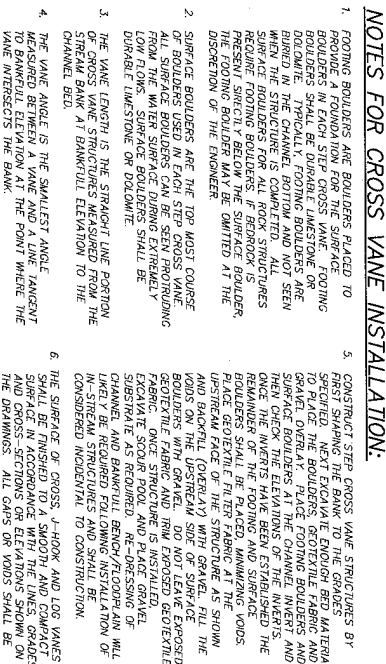 NOTES FOR CROSS VANE INSTALLATION:
1. FOOTING BOULDERS ARE BOULDERS PLACED TO
PROVIDE A FOUNDATION FOR THE SURFACE
BOULDERS IN EACH STEP CROSS VANE. FOOTING
BOULDERS SHALL BE DURABLE LIMESTONE OR
DOLOMITE. TYPICALLY, FOOTING BOULDERS ARE
BURIED IN THE CHANNEL BOTTOM AND NOT SEEN
WHEN THE STRUCTURE IS COMPLETED. ALL
SURFACE BOULDERS FOR ALL ROCK STRUCTURES
REQUIRE FOOTING BOULDERS. IF BEDROCK IS
PRESENT DIRECTLY BELOW THE SURFACE BOULDER,
THE FOOTING BOULDER MAY BE OMITTED AT THE
DISCRETION OF THE ENGINEER.
2. SURFACE BOULDERS ARE THE TOP MOST COURSE
OF BOULDERS USED IN EACH STEP CROSS VANE.
ALL SURFACE BOULDERS CAN BE SEEN PROTRUDING
FROM THE WATER SURFACE DURING EXTREMELY
LOW FLOWS. SURFACE BOULDERS SHALL BE
DURABLE LIMESTONE OR DOLOMITE.
3. THE VANE LENGTH IS THE STRAIGHT LINE PORTION
OF CROSS VANE STRUCTURES MEASURED FROM THE
STREAM BANK AT BANKFULL ELEVATION TO THE
CHANNEL BED.
4. THE VANE ANGLE IS THE SMALLEST ANGLE
MEASURED BETWEEN A VANE AND A LINE TANGENT
TO BANKFULL ELEVATION AT THE POINT WHERE THE
VANE INTERSECTS THE BANK.
5. CONSTRUCT STEP CROSS VANE STRUCTURES BY
FIRST SHAPING THE BANK TO THE GRADES
SPECIFIED. NEXT EXCAVATE ENOUGH BED MATERIA
TO PLACE THE BOULDERS, GEOTEXTILE FABRIC AND
GRAVEL OVERLAY. PLACE FOOTING BOULDERS AND
SURFACE BOULDERS AT THE CHANNEL INVERT AND
THEN CHECK THE ELEVATIONS OF THE INVERTS.
ONCE THE INVERTS HAVE BEEN ESTABLISHED THE
REMAINDER OF THE FOOTING AND SURFACE
BOULDERS SHALL BE PLACED, MINIMIZING VOIDS.
PLACE GEOTEXTILE FILTER FABRIC AT THE
UPSTREAM FACE OF THE STRUCTURE AS SHOWN
AND BACKFILL (OVERLAY) WITH GRAVEL. FILL THE
VOIDS ON THE UPSTREAM SIDE OF SURFACE
BOULDERS WITH GRAVEL. DO NOT LEAVE EXPOSED
GEOTEXTILE FABRIC AND TRIM EXPOSED GEOTEXTILE
FABRIC. ONCE THE STRUCTURE IS INSTALLED,
EXCAVATE SCOUR POOL AND PLACE GRAVEL
SUBSTRATE AS REQUIRED. RE-DRESSING OF
CHANNEL AND BANKFULL BENCH/FLOODPLAIN WILL
LIKELY BE REQUIRED FOLLOWING INSTALLATION OF
IN-STREAM STRUCTURES AND SHALL BE
CONSIDERED INCIDENTAL TO CONSTRUCTION.
6. THE SURFACE OF CROSS, J-HOOK AND LOG VANES
SHALL BE FINISHED TO A SMOOTH AND COMPACT
SURFACE IN ACCORDANCE WITH THE LINES, GRADES
AND CROSS-SECTIONS OR ELEVATIONS SHOWN ON
THE DRAWINGS. ALL GAPS OR VOIDS SHALL BE